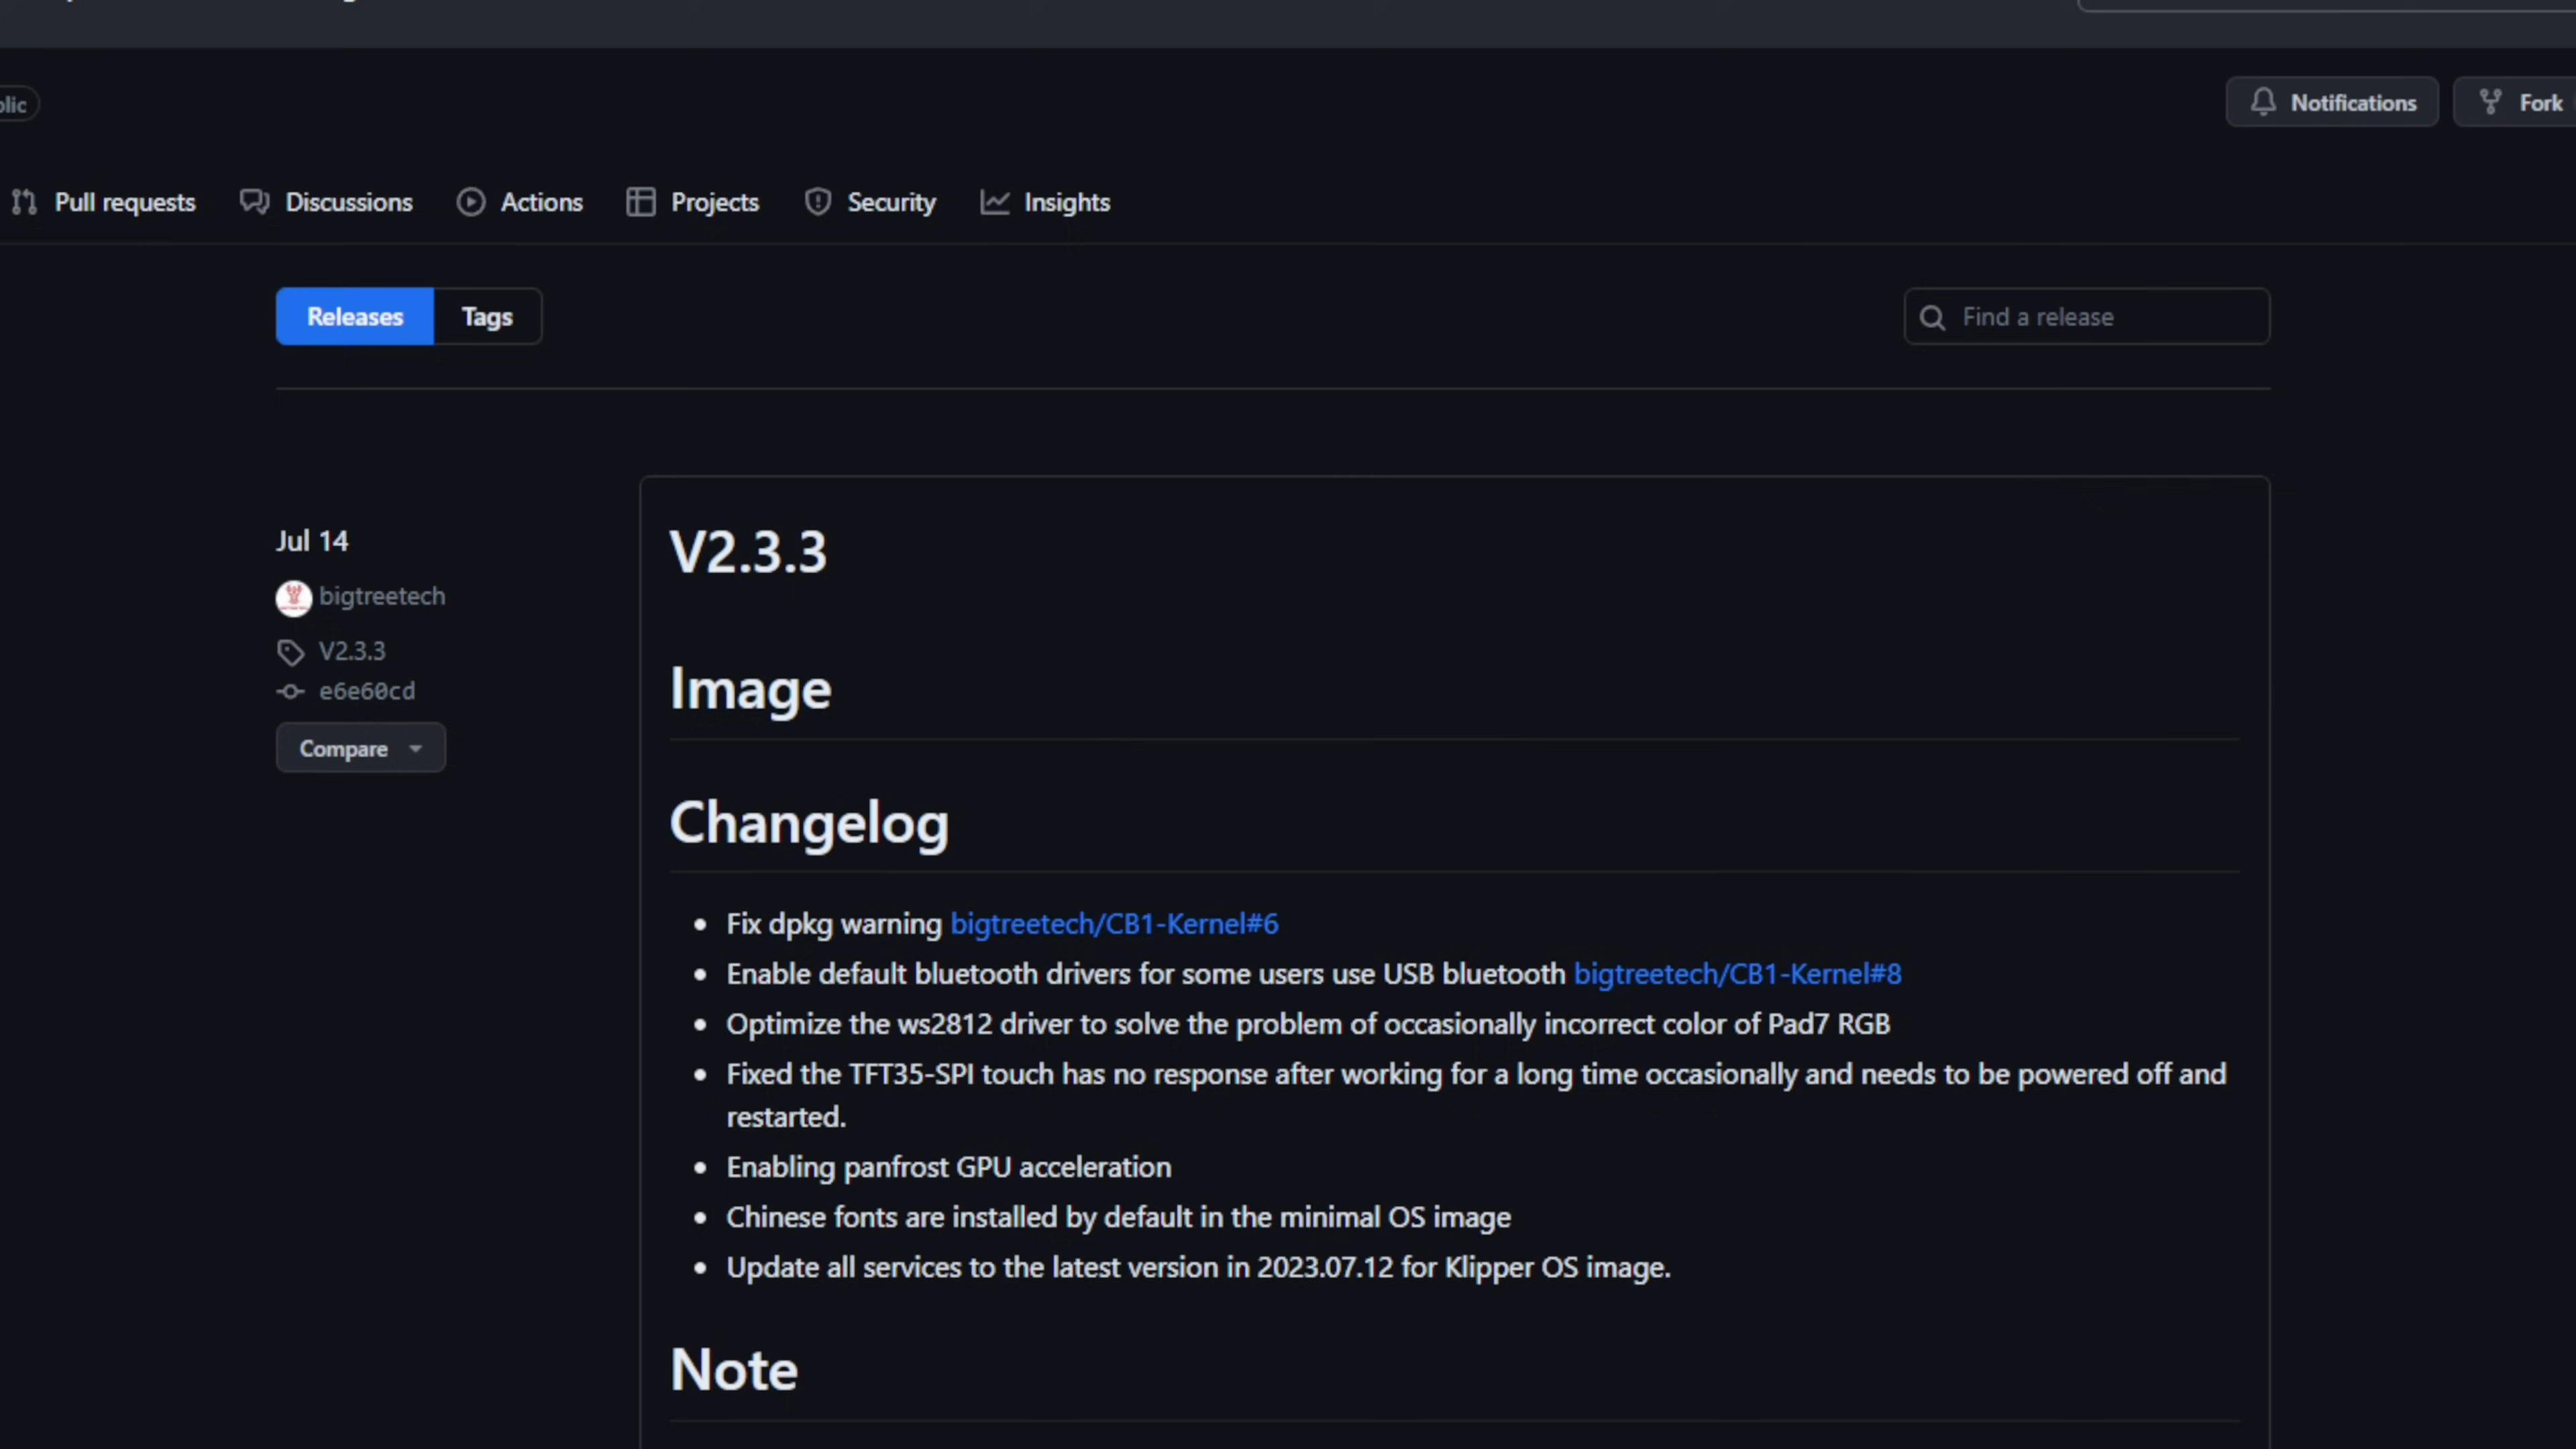 Notifications
Fork
Pull requests
Discussions
Actions
Projects
Security
Insights
Releases
Tags
Find a release
Jul 14
bigtreetech
V2.3.3
e6e60cd
Compare
V2.3.3
Image
Changelog
Fix dpkg warning bigtreetech/CB1-Kernel#6
Enable default bluetooth drivers for some users use USB bluetooth bigtreetech/CB1-Kernel#8
Optimize the ws2812 driver to solve the problem of occasionally incorrect color of Pad7 RGB
Fixed the TFT35-SPI touch has no response after working for a long time occasionally and needs to be powered off and
restarted.
Enabling panfrost GPU acceleration
Chinese fonts are installed by default in the minimal OS image
Update all services to the latest version in 2023.07.12 for Klipper OS image.
Note